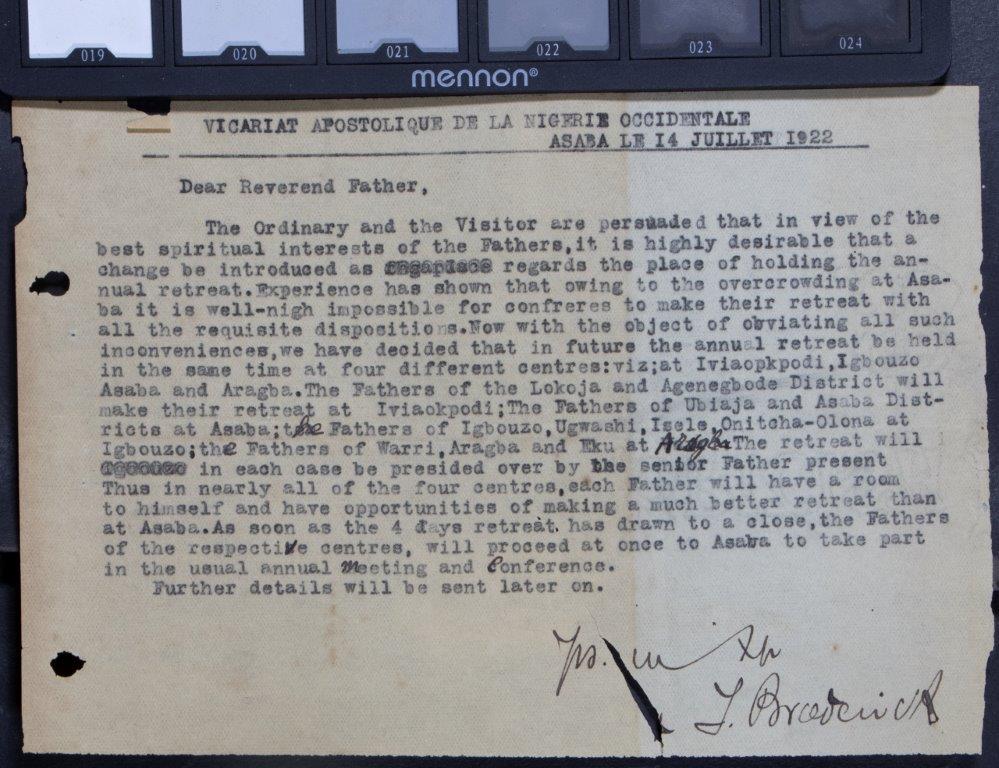 019 020 021 022 023 024
mennon®
VICARIAT APOSTOLIQUE DE LA NIGERIE OCCIDENTALE
ASABA LE 14 JUILLET 1922
Dear Reverend Father,
The Ordinary and the Visitor are persuaded that in view of the
best spiritual interests of the Fathers,it is highly desirable that a
change be introduced as regards the place of holding the an-
nual retreat.Experience has shown that owing to the overcrowding at Asa-
ba it is well-nigh impossible for confreres to make their retreat with
all the requisite dispositions.Now with the object of obviating all such
inconveniences,we have decided that in future the annual retreat be held
in the same time at four different centres:viz;at Iviaopkpodi,Igbouzo
Asaba and Aragba.The Fathers of the Lokoja and Agenegbode District will
make their retreat at Iviaokpodi;The Fathers of Ubiaja and Asaba Dist-
ricts at Asaba;the Fathers of Igbouzo,Ugwashi,Isele,Onitcha-Olona at
Igbouzo;the Fathers of Warri,Aragba and Eku at Aragba The retreat will
in each case be presided over by the senior Father present
Thus in nearly all of the four centres,each Father will have a room
to himself and have opportunities of making a much better retreat than
at Asaba.As soon as the 4 days retreat has drawn to a close,the Fathers
of the respective centres, will proceed at once to Asaba to take part
in the usual annual Meeting and Conference.
Further details will be sent later on.
Yrs. in Xp
T. Broderick